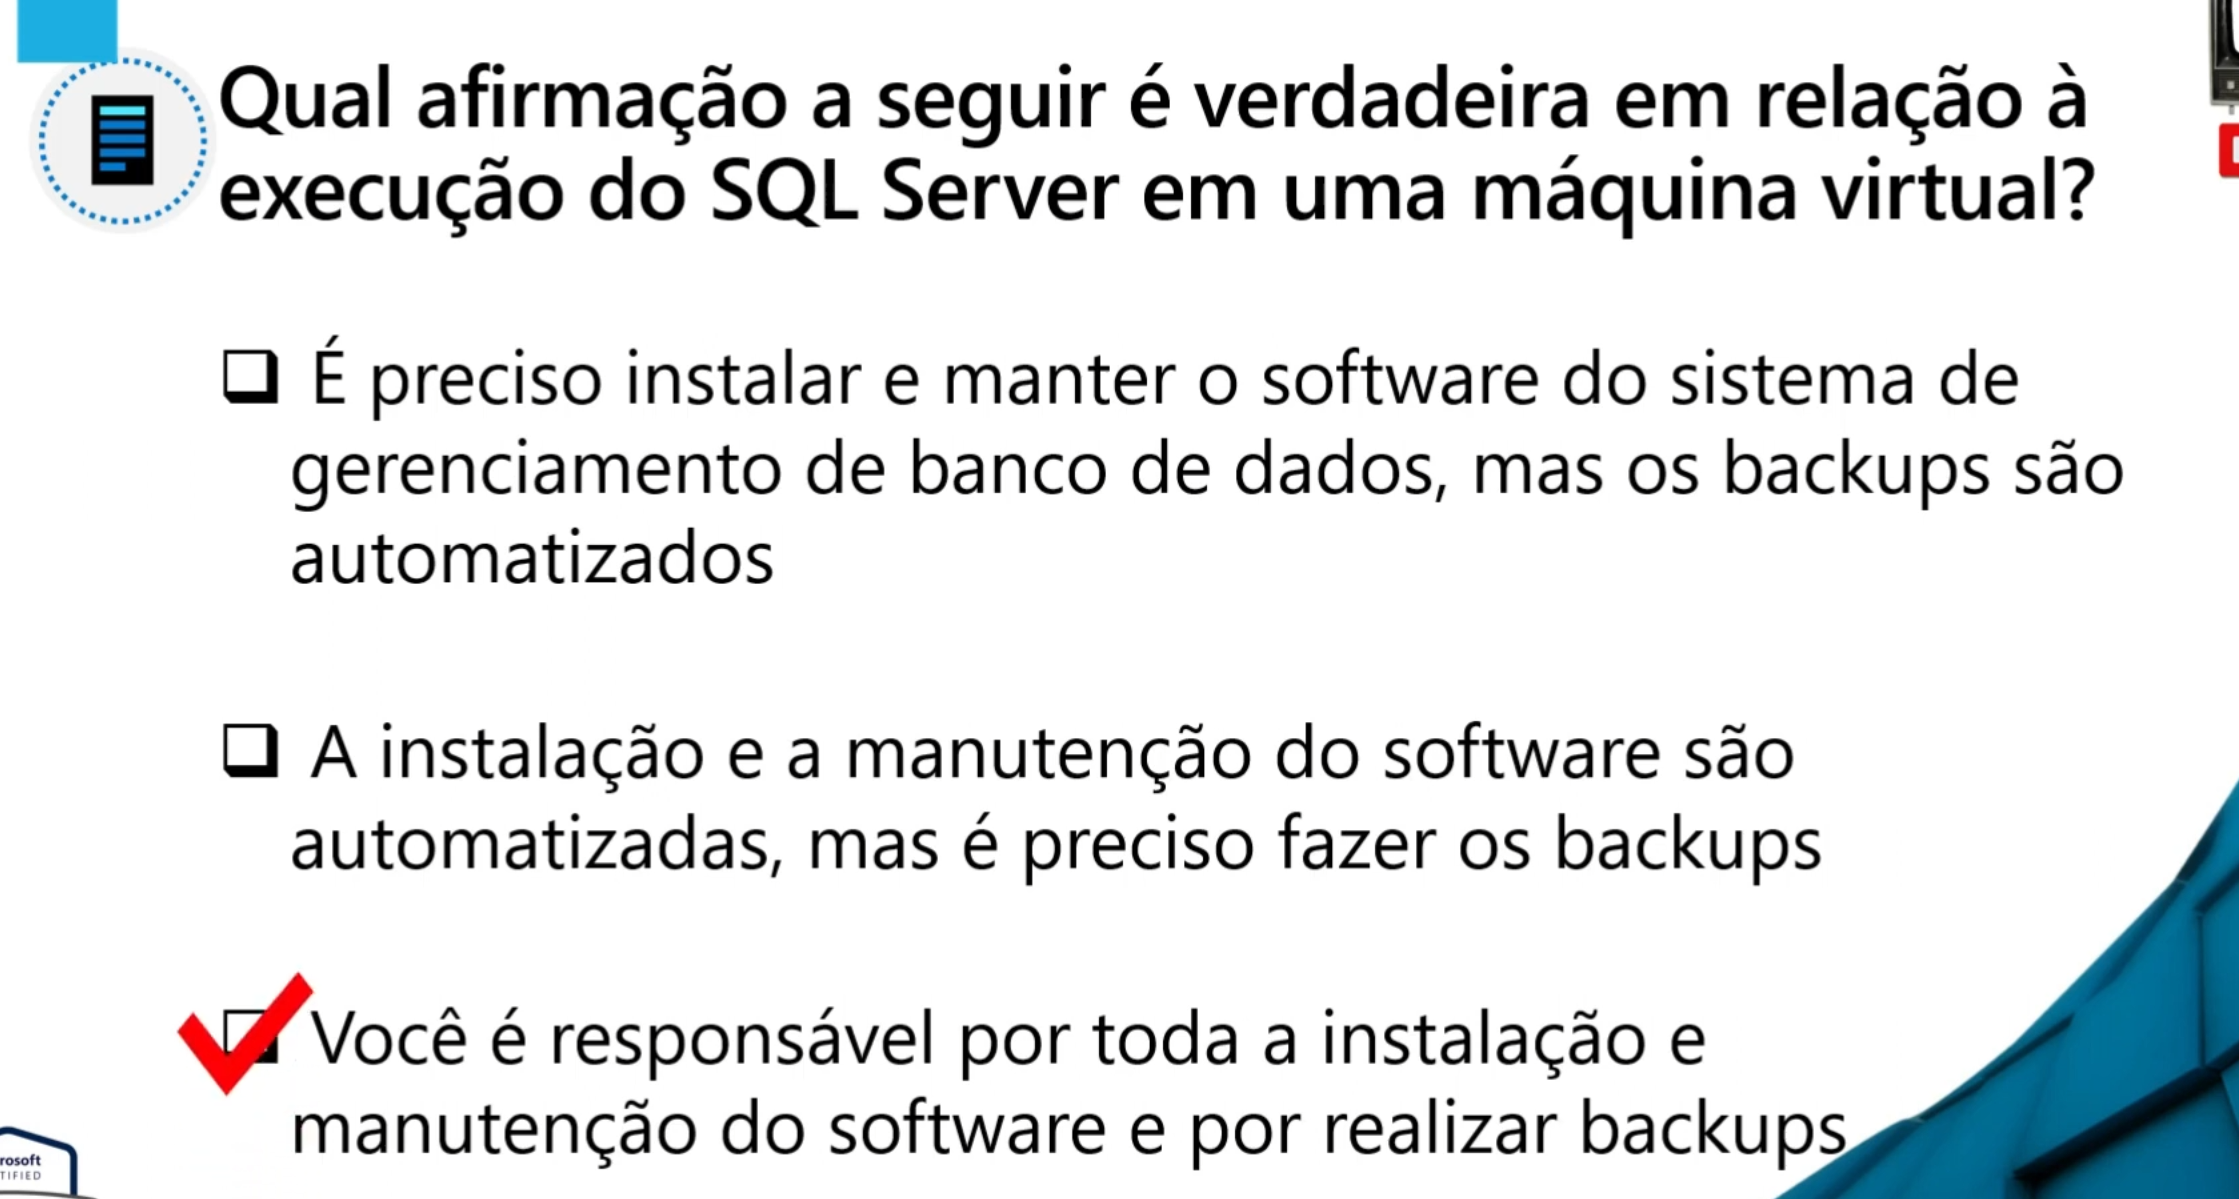 Qual afirmação a seguir é verdadeira em relação à
execução do SQL Server em uma máquina virtual?
É preciso instalar e manter o software do sistema de
gerenciamento de banco de dados, mas os backups são
automatizados
A instalação e a manutenção do software são
automatizadas, mas é preciso fazer os backups
Você é responsável por toda a instalação e
manutenção do software e por realizar backups
rosoft
TIFIED